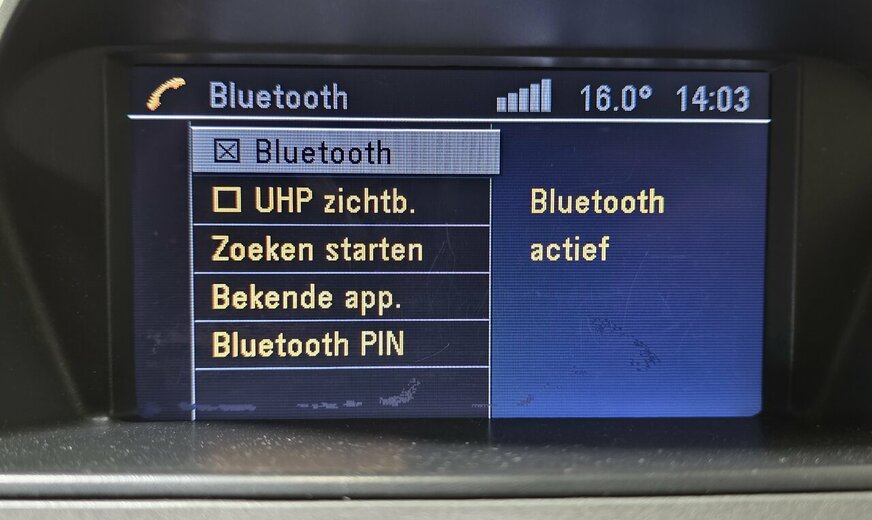 Bluetooth 16.0° 14:03
Bluetooth
UHP zichtb.
Zoeken starten
Bekende app.
Bluetooth PIN
Bluetooth
actief